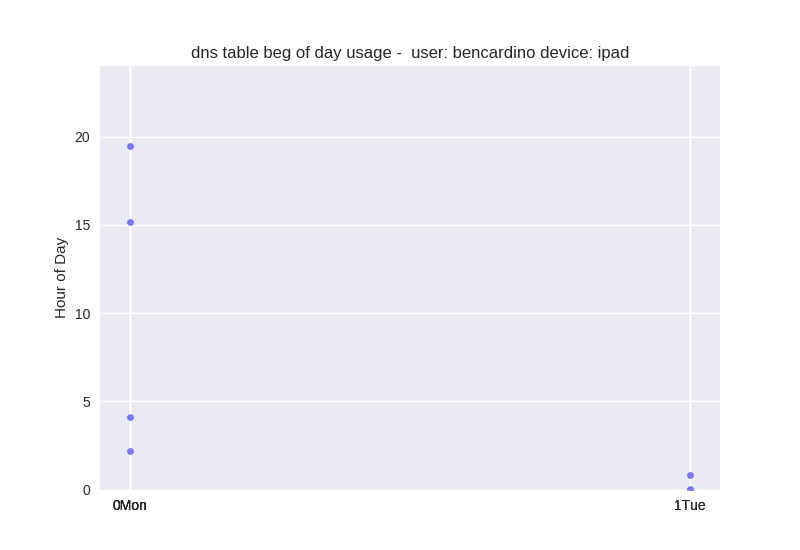 dns table beg of day usage -  user: bencardino device: ipad
Hour of Day
20
15
10
5
0
0Mon
1Tue